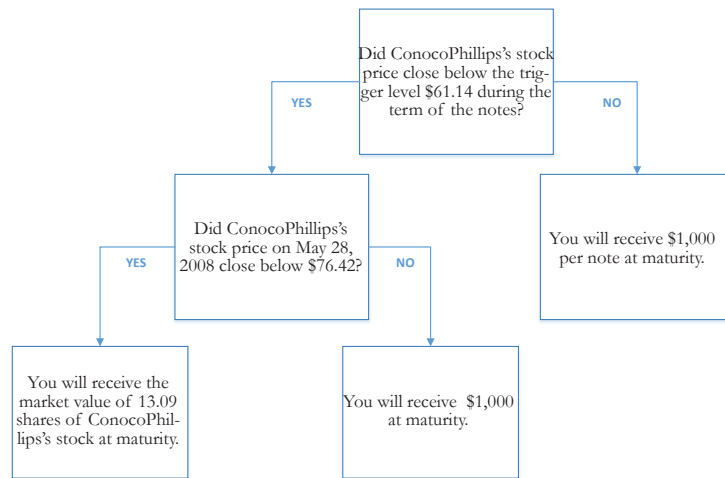 Did ConocoPhillips's stock
price close below the trig-
ger level $61.14 during the
term of the notes?
YES
NO
Did ConocoPhillips's
stock price on May 28,
2008 close below $76.42?
You will receive $1,000
per note at maturity.
YES
NO
You will receive the
market value of 13.09
shares of ConocoPhil-
lips's stock at maturity.
You will receive $1,000
at maturity.